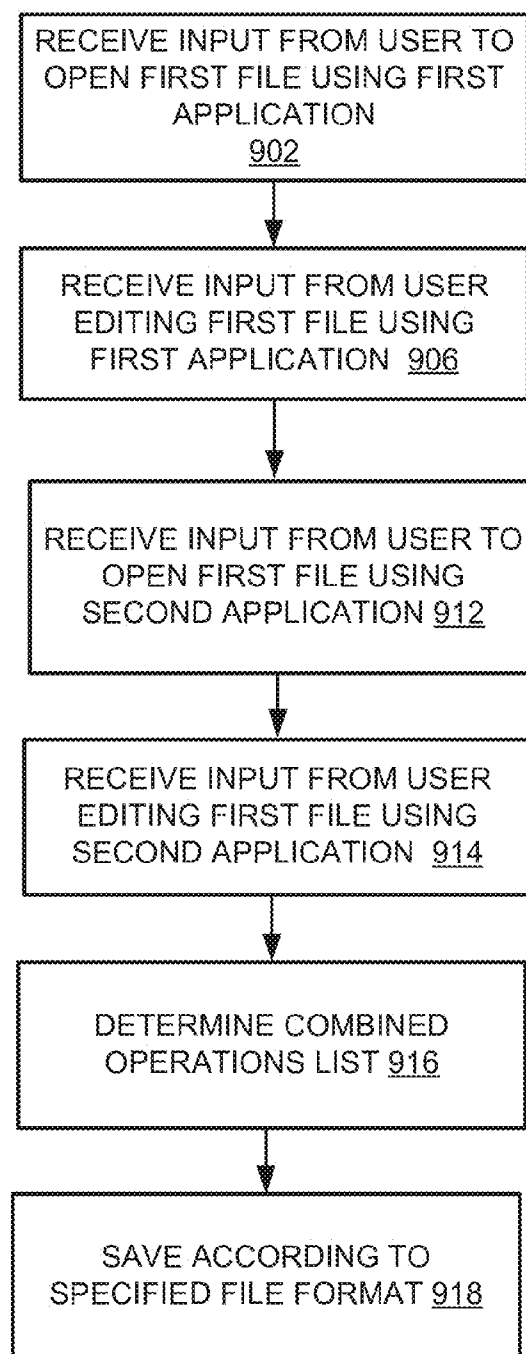 RECEIVE INPUT FROM USER TO
OPEN FIRST FILE USING FIRST
APPLICATION
902
RECEIVE INPUT FROM USER
EDITING FIRST FILE USING
FIRST APPLICATION 906
RECEIVE INPUT FROM USER TO
OPEN FIRST FILE USING
SECOND APPLICATION 912
RECEIVE INPUT FROM USER
EDITING FIRST FILE USING
SECOND APPLICATION 914
DETERMINE COMBINED
OPERATIONS LIST 916
SAVE ACCORDING TO
SPECIFIED FILE FORMAT 918